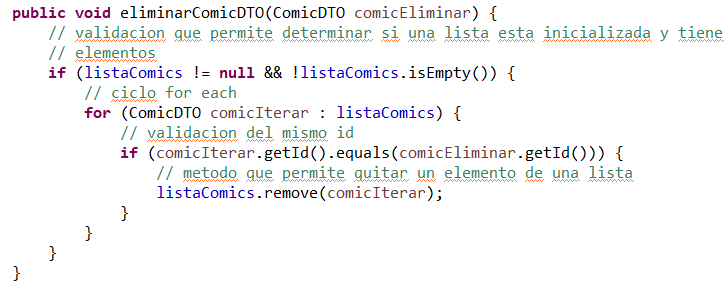 public void eliminarComicDTO(ComicDTO comicEliminar) {
// validacion que permite determinar si una lista esta inicializada y tiene
// elementos
if (listaComics != null && !listaComics.isEmpty()) {
// ciclo for each
for (ComicDTO comicIterar : listaComics) {
// validacion del mismo id
if (comicIterar.getId().equals(comicEliminar.getId())) {
// metodo que permite quitar un elemento de una lista
listaComics.remove(comicIterar);
}
}
}
}